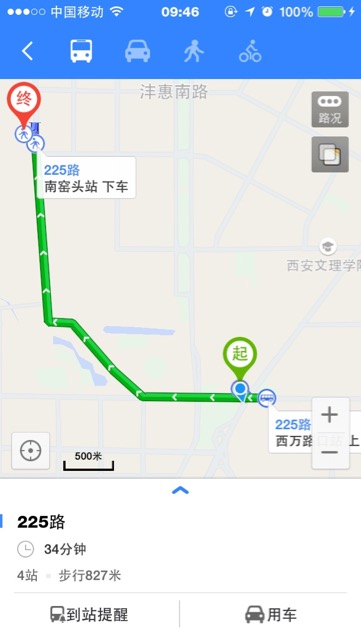 中国移动
09:46
100%
沣惠南路
路况
终
225路
南窑头站 下车
西安文理学院
起
225路
西万路口站 上
500米
225路
34分钟
4站
步行827米
到站提醒
用车